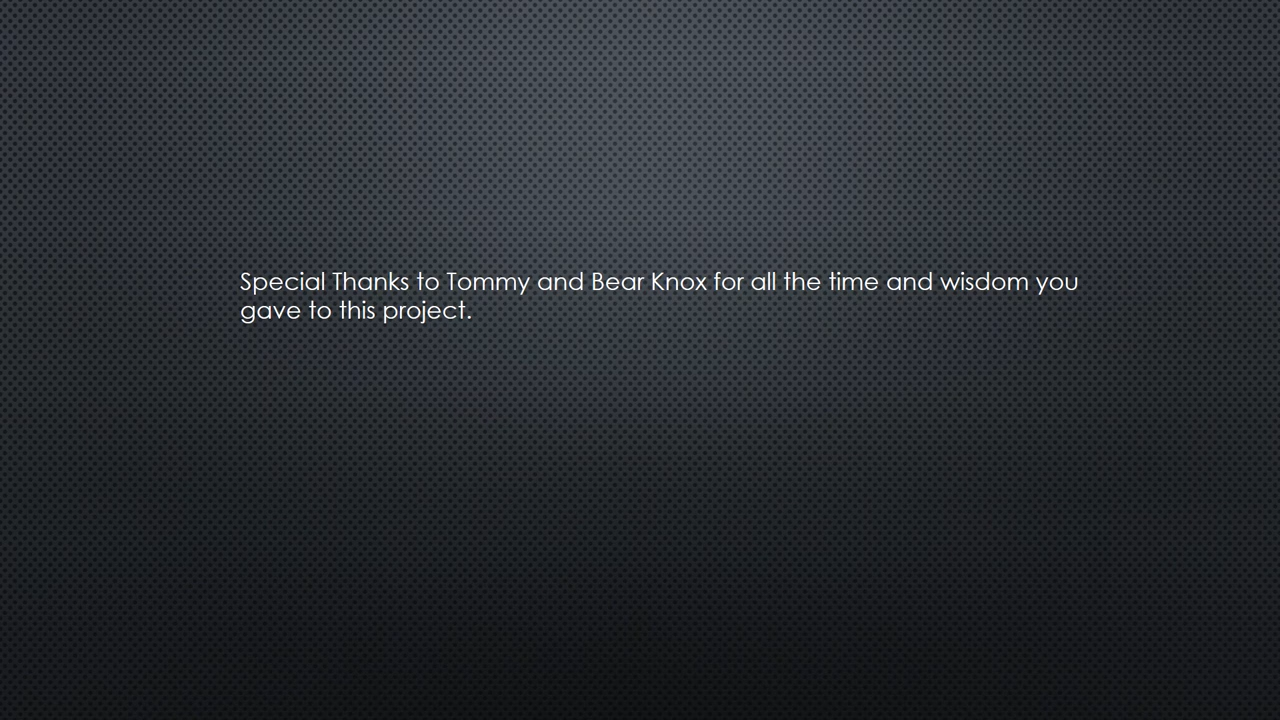 Special Thanks to Tommy and Bear Knox for all the time and wisdom you
gave to this project.